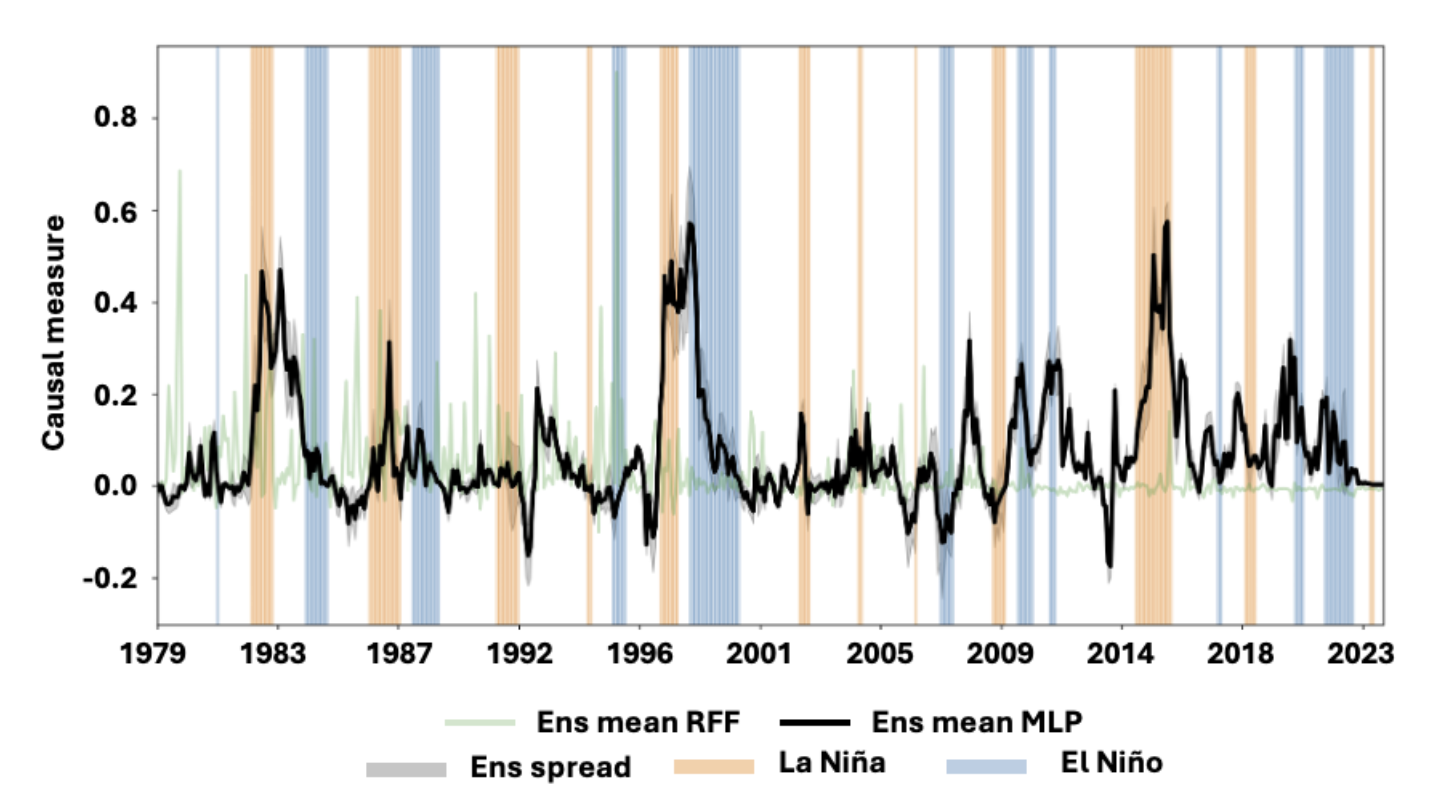 Causal measure
0.8
0.6
0.4
0.2
0.0
-0.2
1979 1983 1987 1992 1996 2001 2005 2009 2014 2018 2023
Ens mean RFF Ens mean MLP
Ens spread La Niña El Niño